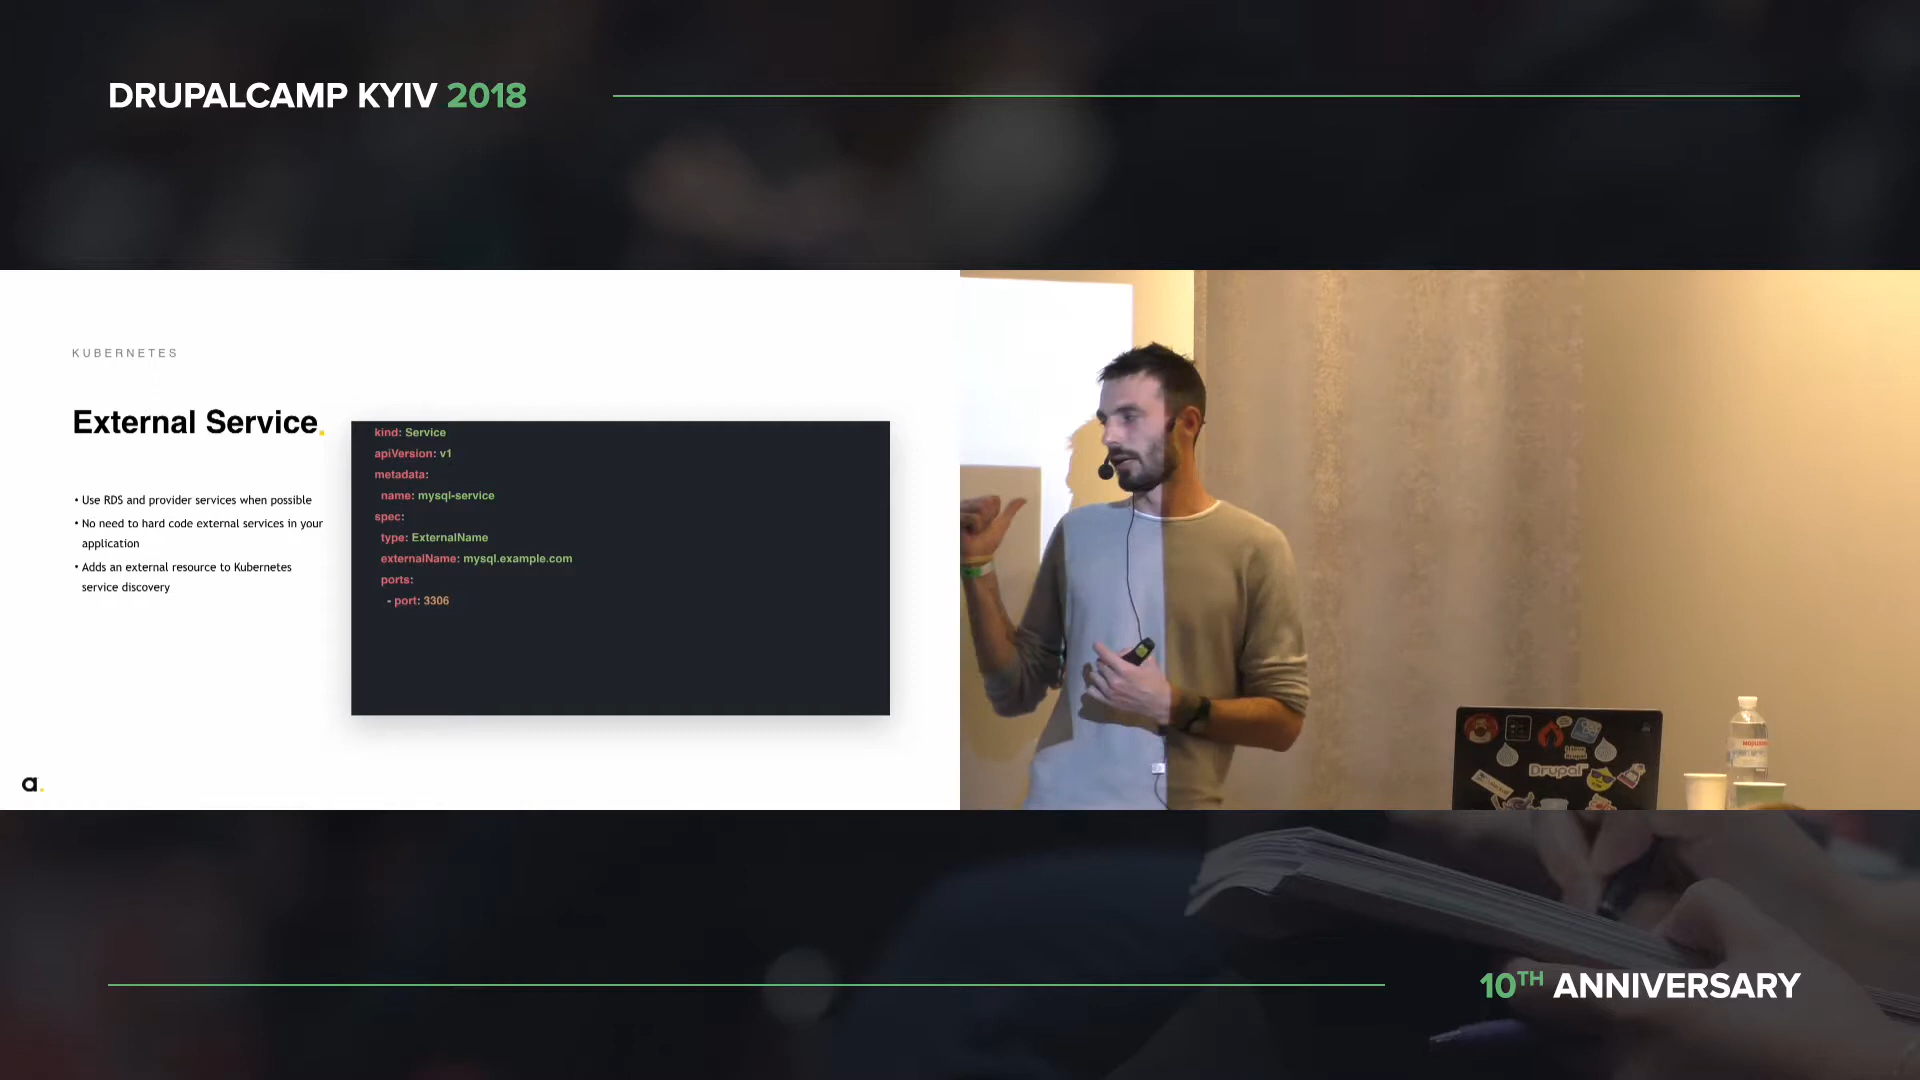 DRUPALCAMP KYIV 2018
KUBERNETES
External Service.
• Use RDS and provider services when possible
• No need to hard code external services in your
application
• Adds an external resource to Kubernetes
service discovery
kind: Service
apiVersion: v1
metadata:
name: mysql-service
spec:
type: ExternalName
externalName: mysql.example.com
ports:
- port: 3306
a.
Drupal
10TH ANNIVERSARY